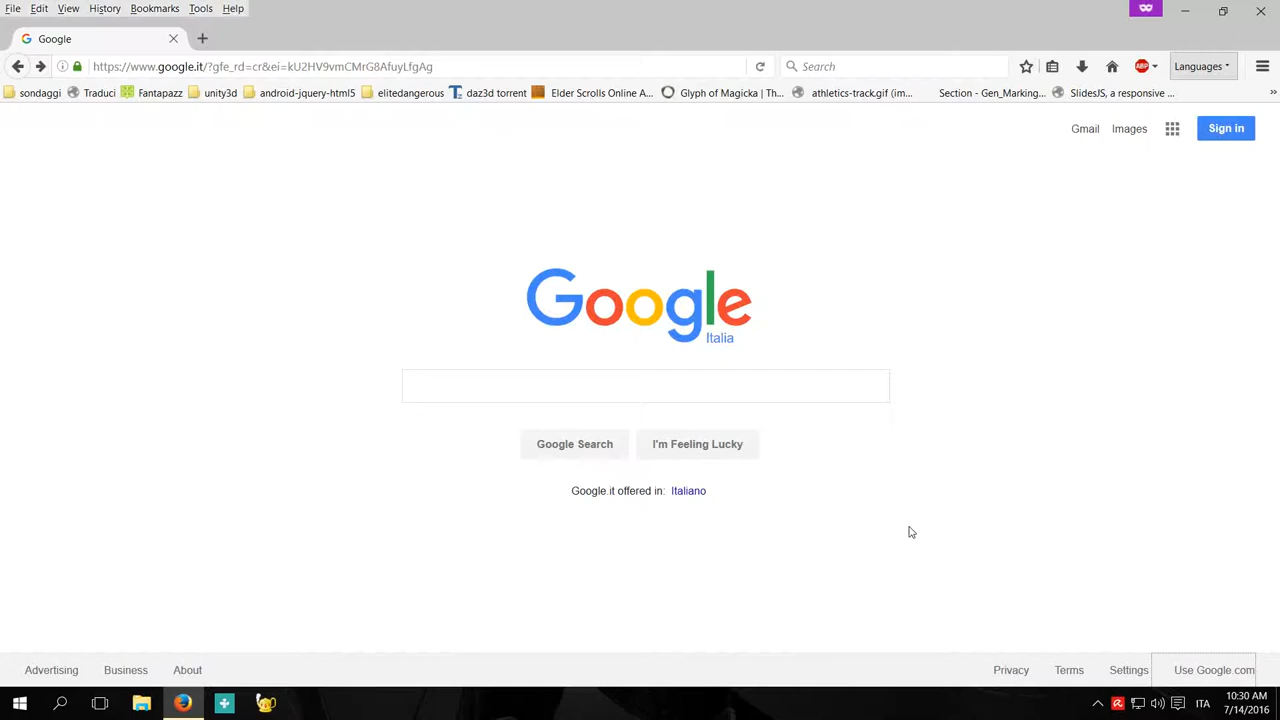 File Edit View History Bookmarks Tools Help
Google
https://www.google.it/?gfe_rd=cr&ei=kU2HV9vmCMrG8AfuyLfgAg
Search
ABP
Languages
sondaggi Traduci Fantapazz unity3d android-jquery-html5 elitedangerous daz3d torrent Elder Scrolls Online A... Glyph of Magicka | Th... athletics-track.gif (im... Section - Gen_Marking... SlidesJS, a responsive ...
Gmail Images Sign in
Google
Italia
Google Search I'm Feeling Lucky
Google.it offered in: Italiano
Advertising Business About Privacy Terms Settings Use Google.com
ITA
10:30 AM
7/14/2016